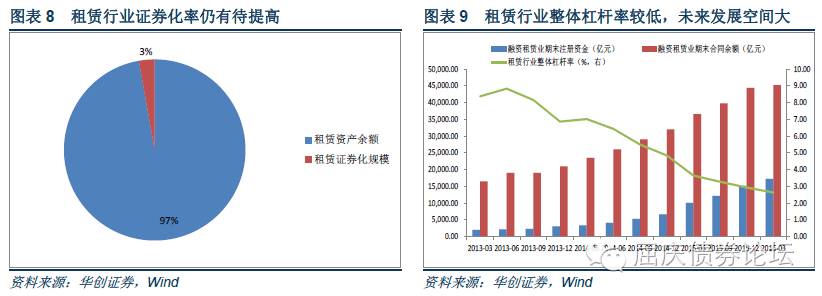 图表 8 租赁行业证券化率仍有待提高
3%
97%
租赁资产余额
租赁证券化规模
资料来源：华创证券，Wind
图表 9 租赁行业整体杠杆率较低，未来发展空间大
融资租赁业期末注册资金（亿元）
融资租赁业期末合同余额（亿元）
租赁行业整体杠杆率（%，右）
50,000.00
45,000.00
40,000.00
35,000.00
30,000.00
25,000.00
20,000.00
15,000.00
10,000.00
5,000.00
0.00
10.00
9.00
8.00
7.00
6.00
5.00
4.00
3.00
2.00
1.00
0.00
2013-03 2013-06 2013-09 2013-12
资料来源：华创证券，Wind
屈庆债券论坛